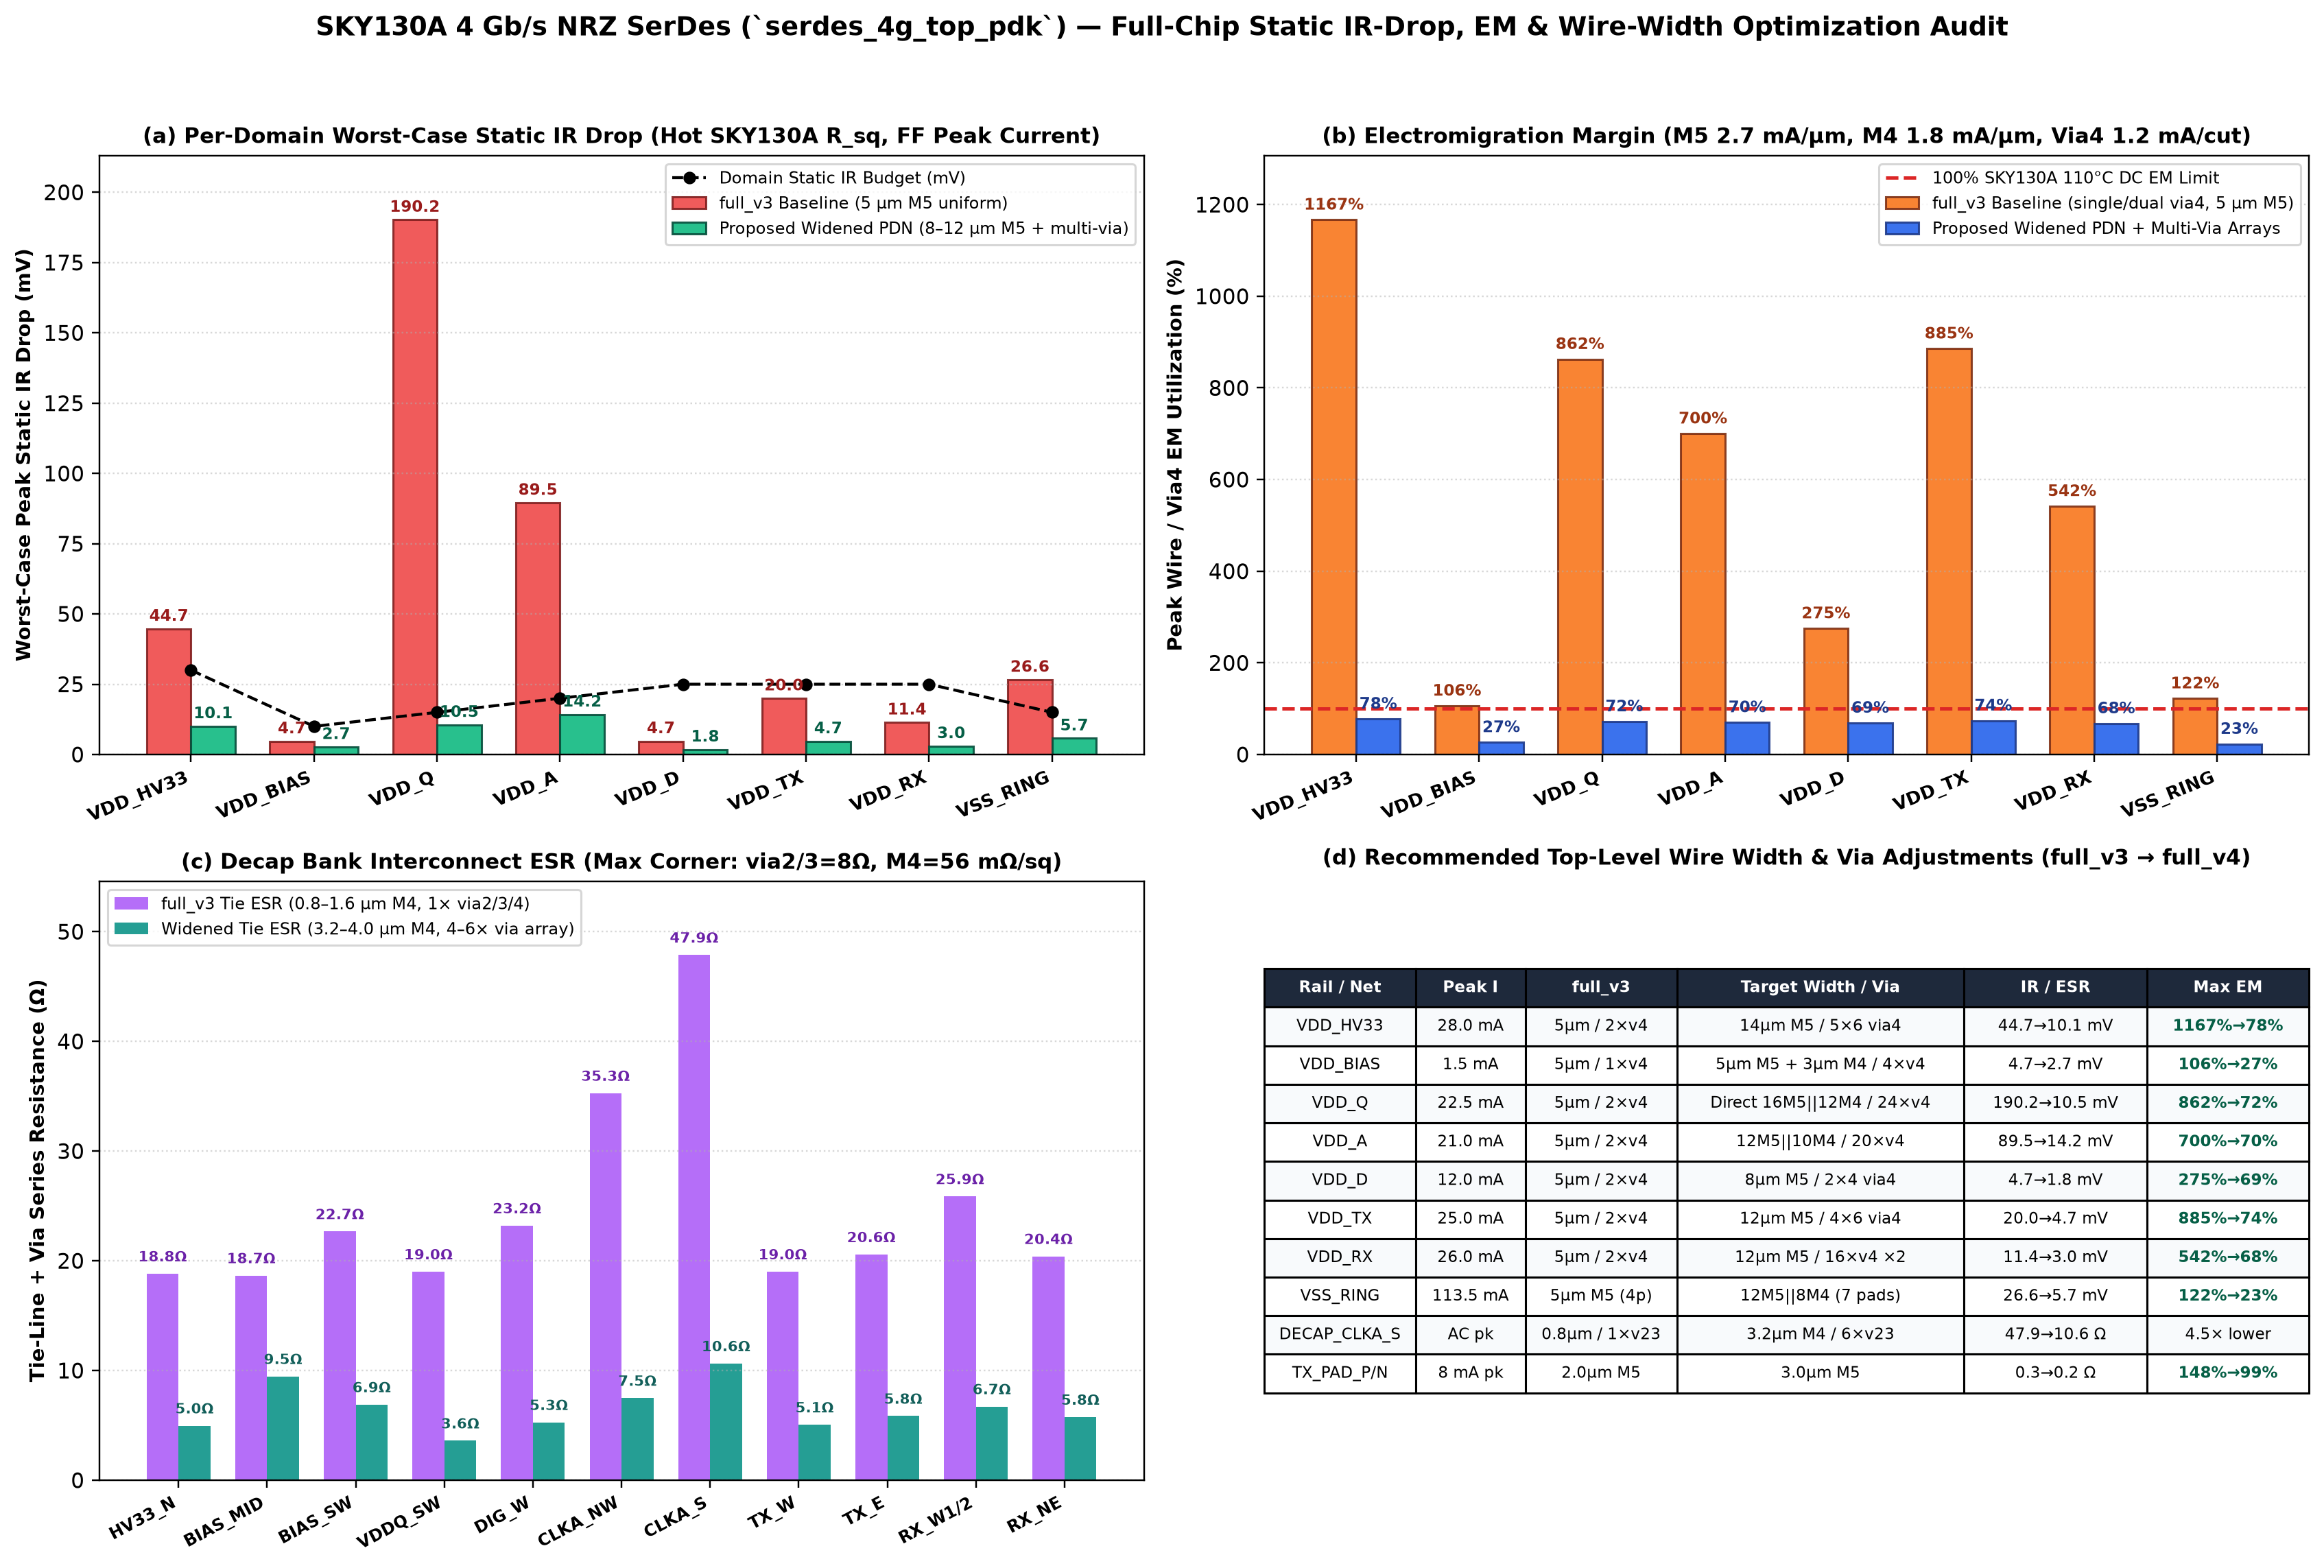 SKY130A 4 Gb/s NRZ SerDes (`serdes_4g_top_pdk`) — Full-Chip Static IR-Drop, EM & Wire-Width Optimization Audit
(a) Per-Domain Worst-Case Static IR Drop (Hot SKY130A R_sq, FF Peak Current)
Worst-Case Peak Static IR Drop (mV)
200
175
150
125
100
75
50
25
0
Domain Static IR Budget (mV)
full_v3 Baseline (5 μm M5 uniform)
Proposed Widened PDN (8–12 μm M5 + multi-via)
44.7
10.1
4.7
2.7
190.2
10.5
89.5
14.2
4.7
1.8
20.0
4.7
11.4
3.0
26.6
5.7
VDD_HV33
VDD_BIAS
VDD_Q
VDD_A
VDD_D
VDD_TX
VDD_RX
VSS_RING
(b) Electromigration Margin (M5 2.7 mA/μm, M4 1.8 mA/μm, Via4 1.2 mA/cut)
Peak Wire / Via4 EM Utilization (%)
1200
1000
800
600
400
200
0
100% SKY130A 110°C DC EM Limit
full_v3 Baseline (single/dual via4, 5 μm M5)
Proposed Widened PDN + Multi-Via Arrays
1167%
78%
106%
27%
862%
72%
700%
70%
275%
69%
885%
74%
542%
68%
122%
23%
VDD_HV33
VDD_BIAS
VDD_Q
VDD_A
VDD_D
VDD_TX
VDD_RX
VSS_RING
(c) Decap Bank Interconnect ESR (Max Corner: via2/3=8Ω, M4=56 mΩ/sq)
Tie-Line + Via Series Resistance (Ω)
50
40
30
20
10
0
full_v3 Tie ESR (0.8–1.6 μm M4, 1× via2/3/4)
Widened Tie ESR (3.2–4.0 μm M4, 4–6× via array)
18.8Ω
5.0Ω
18.7Ω
9.5Ω
22.7Ω
6.9Ω
19.0Ω
3.6Ω
23.2Ω
5.3Ω
35.3Ω
7.5Ω
47.9Ω
10.6Ω
19.0Ω
5.1Ω
20.6Ω
5.8Ω
25.9Ω
6.7Ω
20.4Ω
5.8Ω
HV33_N
BIAS_MID
BIAS_SW
VDDQ_SW
DIG_W
CLKA_NW
CLKA_S
TX_W
TX_E
RX_W1/2
RX_NE
(d) Recommended Top-Level Wire Width & Via Adjustments (full_v3 → full_v4)
Rail / Net Peak I full_v3 Target Width / Via IR / ESR Max EM
VDD_HV33 28.0 mA 5μm / 2×v4 14μm M5 / 5×6 via4 44.7→10.1 mV 1167%→78%
VDD_BIAS 1.5 mA 5μm / 1×v4 5μm M5 + 3μm M4 / 4×v4 4.7→2.7 mV 106%→27%
VDD_Q 22.5 mA 5μm / 2×v4 Direct 16M5||12M4 / 24×v4 190.2→10.5 mV 862%→72%
VDD_A 21.0 mA 5μm / 2×v4 12M5||10M4 / 20×v4 89.5→14.2 mV 700%→70%
VDD_D 12.0 mA 5μm / 2×v4 8μm M5 / 2×4 via4 4.7→1.8 mV 275%→69%
VDD_TX 25.0 mA 5μm / 2×v4 12μm M5 / 4×6 via4 20.0→4.7 mV 885%→74%
VDD_RX 26.0 mA 5μm / 2×v4 12μm M5 / 16×v4 ×2 11.4→3.0 mV 542%→68%
VSS_RING 113.5 mA 5μm M5 (4p) 12M5||8M4 (7 pads) 26.6→5.7 mV 122%→23%
DECAP_CLKA_S AC pk 0.8μm / 1×v23 3.2μm M4 / 6×v23 47.9→10.6 Ω 4.5× lower
TX_PAD_P/N 8 mA pk 2.0μm M5 3.0μm M5 0.3→0.2 Ω 148%→99%